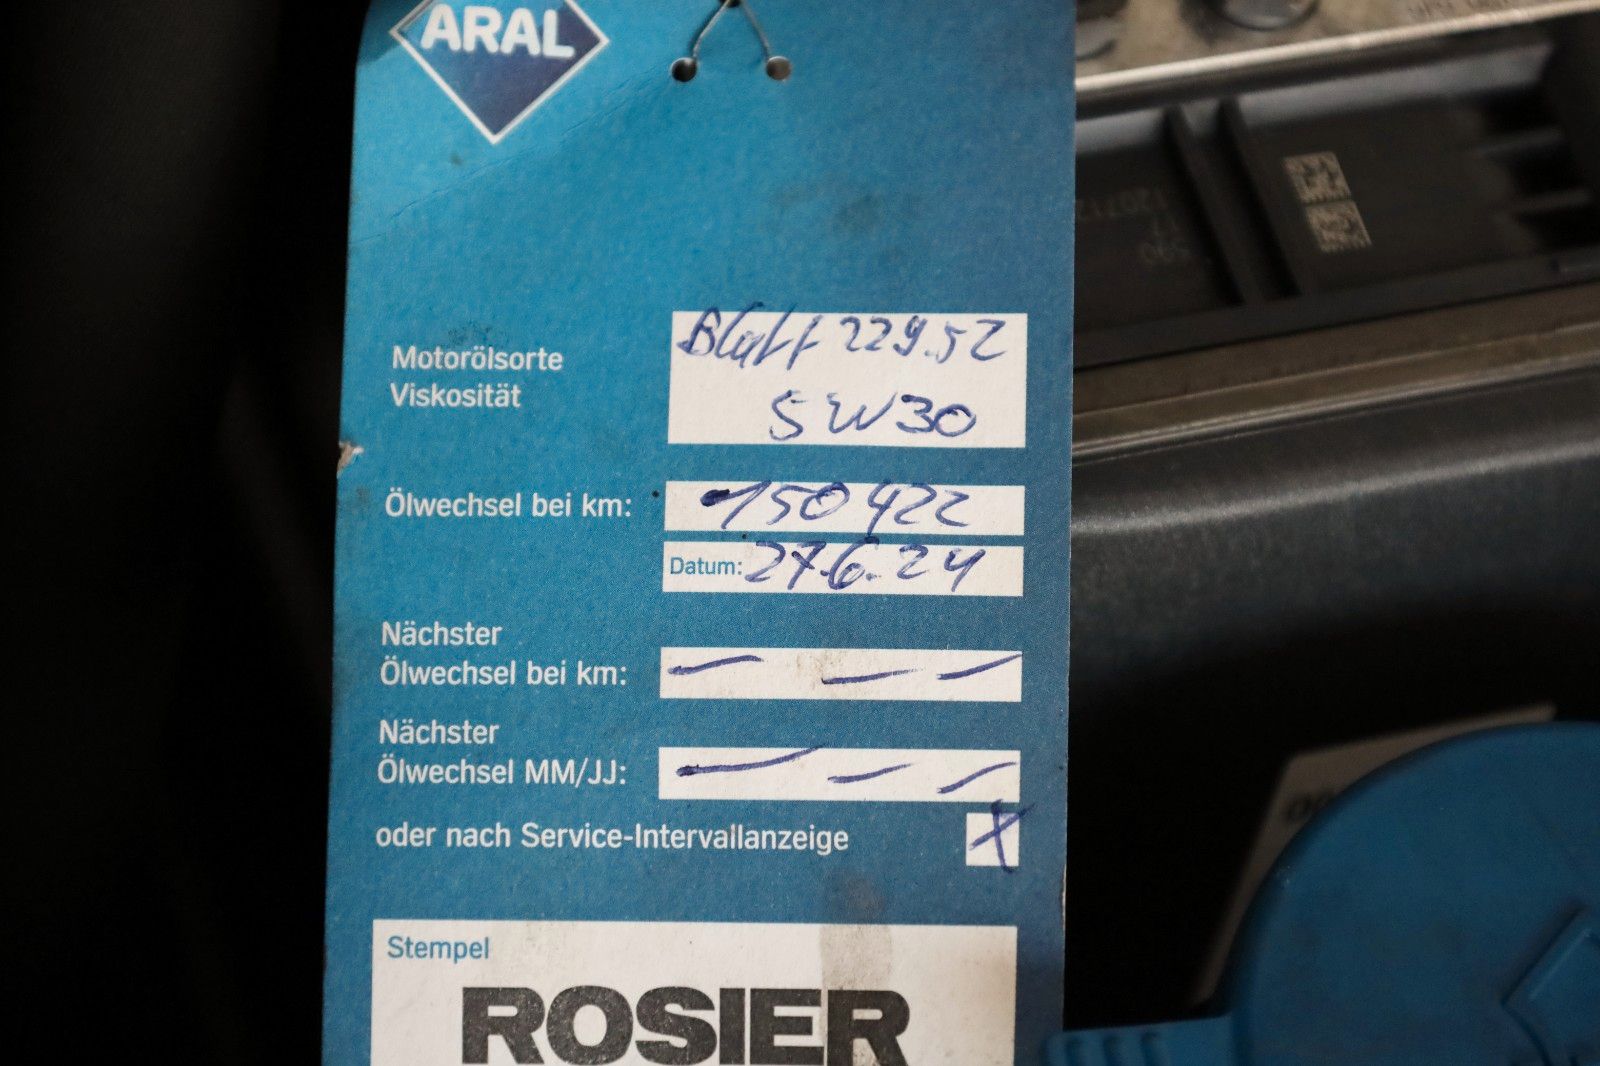 ARAL
Motorölsorte
Viskosität
Blatt 229.52
5W30
Ölwechsel bei km: 150422
Datum: 27.6.24
Nächster
Ölwechsel bei km: - - -
Nächster
Ölwechsel MM/JJ: - - -
oder nach Service-Intervallanzeige X
Stempel
ROSIER